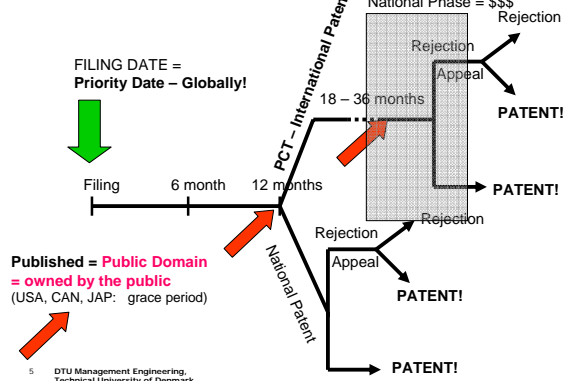 National Phase = $$$
Rejection
PCT – International Patent
Rejection
Appeal
PATENT!
FILING DATE =
Priority Date – Globally!
18 – 36 months
Filing
6 month
12 months
PATENT!
Rejection
Rejection
Appeal
National Patent
PATENT!
Published = Public Domain
= owned by the public
(USA, CAN, JAP: grace period)
PATENT!
5
DTU Management Engineering,
Technical University of Denmark